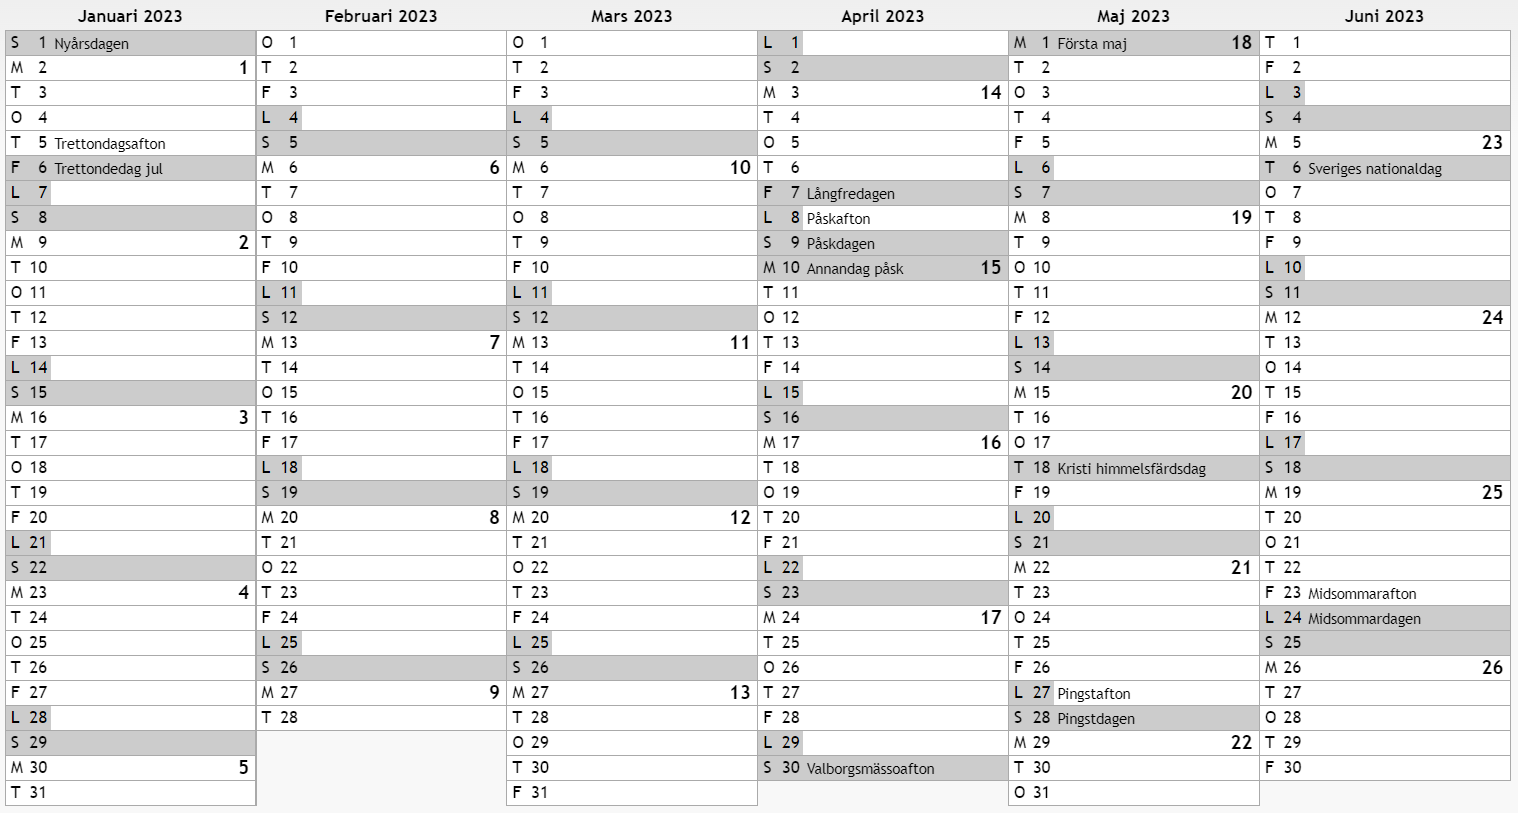 Januari 2023
S 1 Nyårsdagen
M 2 1
T 3
O 4
T 5 Trettondagsafton
F 6 Trettondedag jul
L 7
S 8
M 9 2
T 10
O 11
T 12
F 13
L 14
S 15
M 16 3
T 17
O 18
T 19
F 20
L 21
S 22
M 23 4
T 24
O 25
T 26
F 27
L 28
S 29
M 30 5
T 31
Februari 2023
O 1
T 2
F 3
L 4
S 5
M 6 6
T 7
O 8
T 9
F 10
L 11
S 12
M 13 7
T 14
O 15
T 16
F 17
L 18
S 19
M 20 8
T 21
O 22
T 23
F 24
L 25
S 26
M 27 9
T 28
Mars 2023
O 1
T 2
F 3
L 4
S 5
M 6 10
T 7
O 8
T 9
F 10
L 11
S 12
M 13 11
T 14
O 15
T 16
F 17
L 18
S 19
M 20 12
T 21
O 22
T 23
F 24
L 25
S 26
M 27 13
T 28
O 29
T 30
F 31
April 2023
L 1
S 2
M 3 14
T 4
O 5
T 6
F 7 Långfredagen
L 8 Påskafton
S 9 Påskdagen
M 10 Annandag påsk 15
T 11
O 12
T 13
F 14
L 15
S 16
M 17 16
T 18
O 19
T 20
F 21
L 22
S 23
M 24 17
T 25
O 26
T 27
F 28
L 29
S 30 Valborgsmässoafton
Maj 2023
M 1 Första maj 18
T 2
O 3
T 4
F 5
L 6
S 7
M 8 19
T 9
O 10
T 11
F 12
L 13
S 14
M 15 20
T 16
O 17
T 18 Kristi himmelsfärdsdag
F 19
L 20
S 21
M 22 21
T 23
O 24
T 25
F 26
L 27 Pingstafton
S 28 Pingstdagen
M 29 22
T 30
O 31
Juni 2023
T 1
F 2
L 3
S 4
M 5 23
T 6 Sveriges nationaldag
O 7
T 8
F 9
L 10
S 11
M 12 24
T 13
O 14
T 15
F 16
L 17
S 18
M 19 25
T 20
O 21
T 22
F 23 Midsommarafton
L 24 Midsommardagen
S 25
M 26 26
T 27
O 28
T 29
F 30